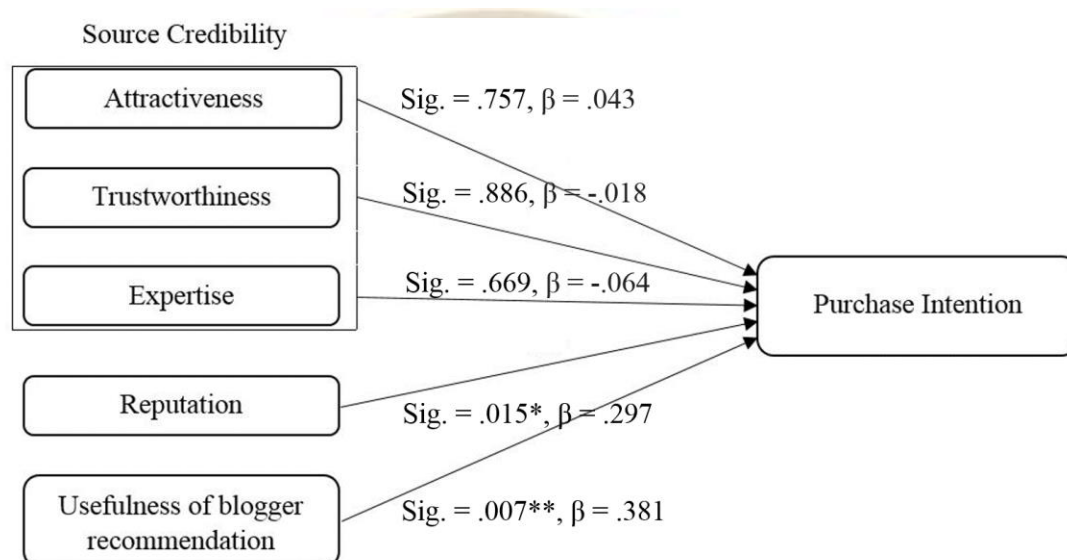 Source Credibility
Attractiveness
Sig. = .757, β = .043
Trustworthiness
Sig. = .886, β = -.018
Expertise
Sig. = .669, β = -.064
Purchase Intention
Reputation
Sig. = .015*, β = .297
Usefulness of blogger
recommendation
Sig. = .007**, β = .381